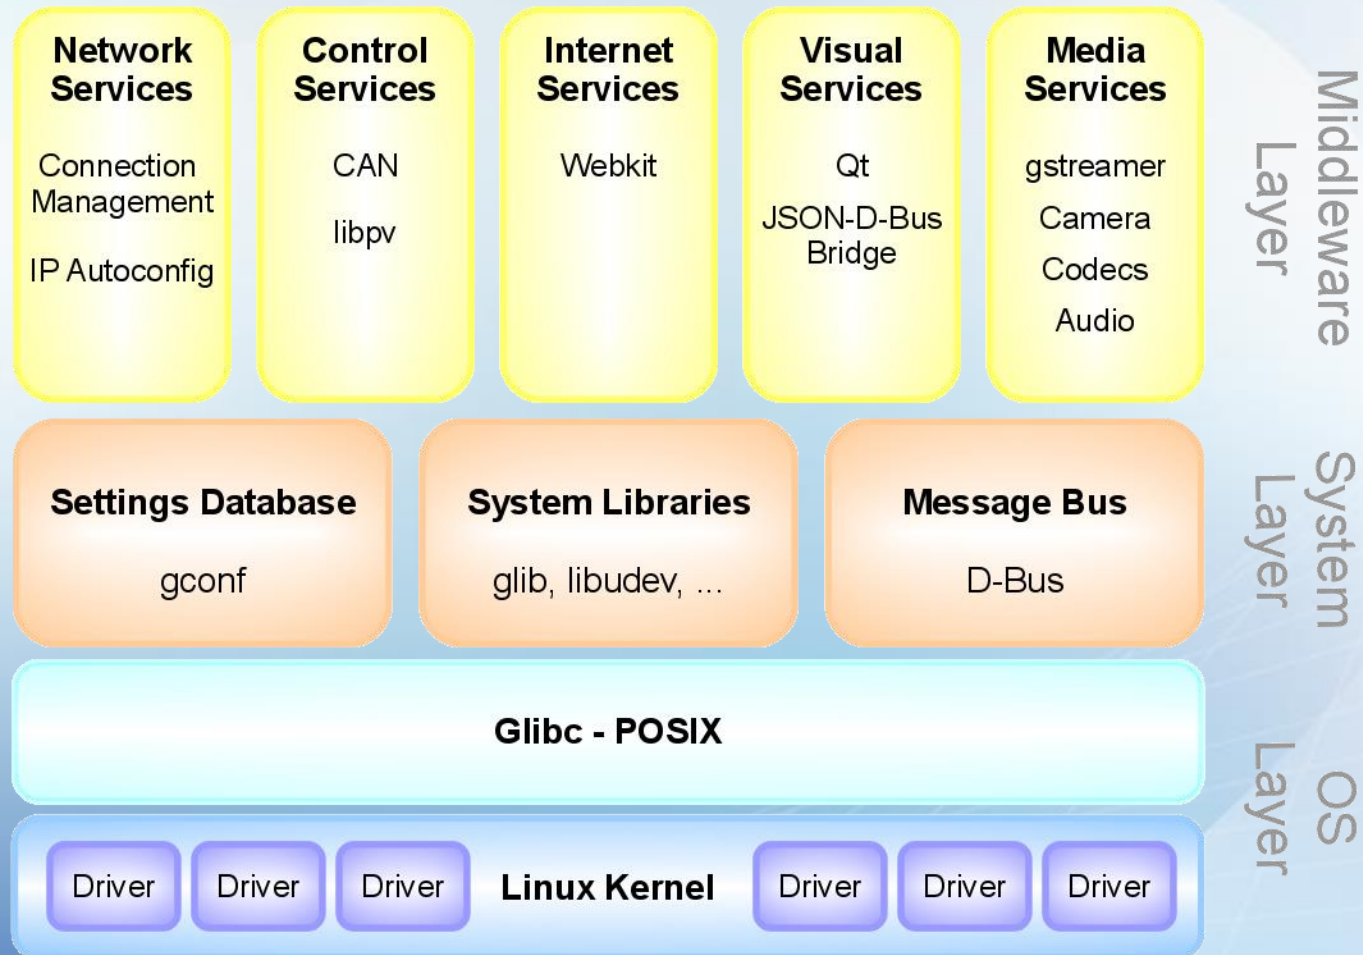 Network
Services
Connection
Management
IP Autoconfig
Control
Services
CAN
libpv
Internet
Services
Webkit
Visual
Services
Qt
JSON-D-Bus
Bridge
Media
Services
gstreamer
Camera
Codecs
Audio
Middleware
Layer
Settings Database
gconf
System Libraries
glib, libudev, ...
Message Bus
D-Bus
System
Layer
Glibc - POSIX
OS
Layer
Driver
Driver
Driver
Linux Kernel
Driver
Driver
Driver